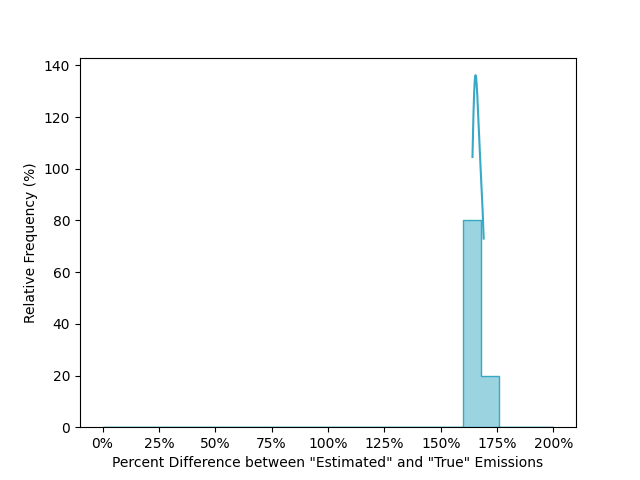 140
120
100
80
60
40
20
0
Relative Frequency (%)
0% 25% 50% 75% 100% 125% 150% 175% 200%
Percent Difference between "Estimated" and "True" Emissions